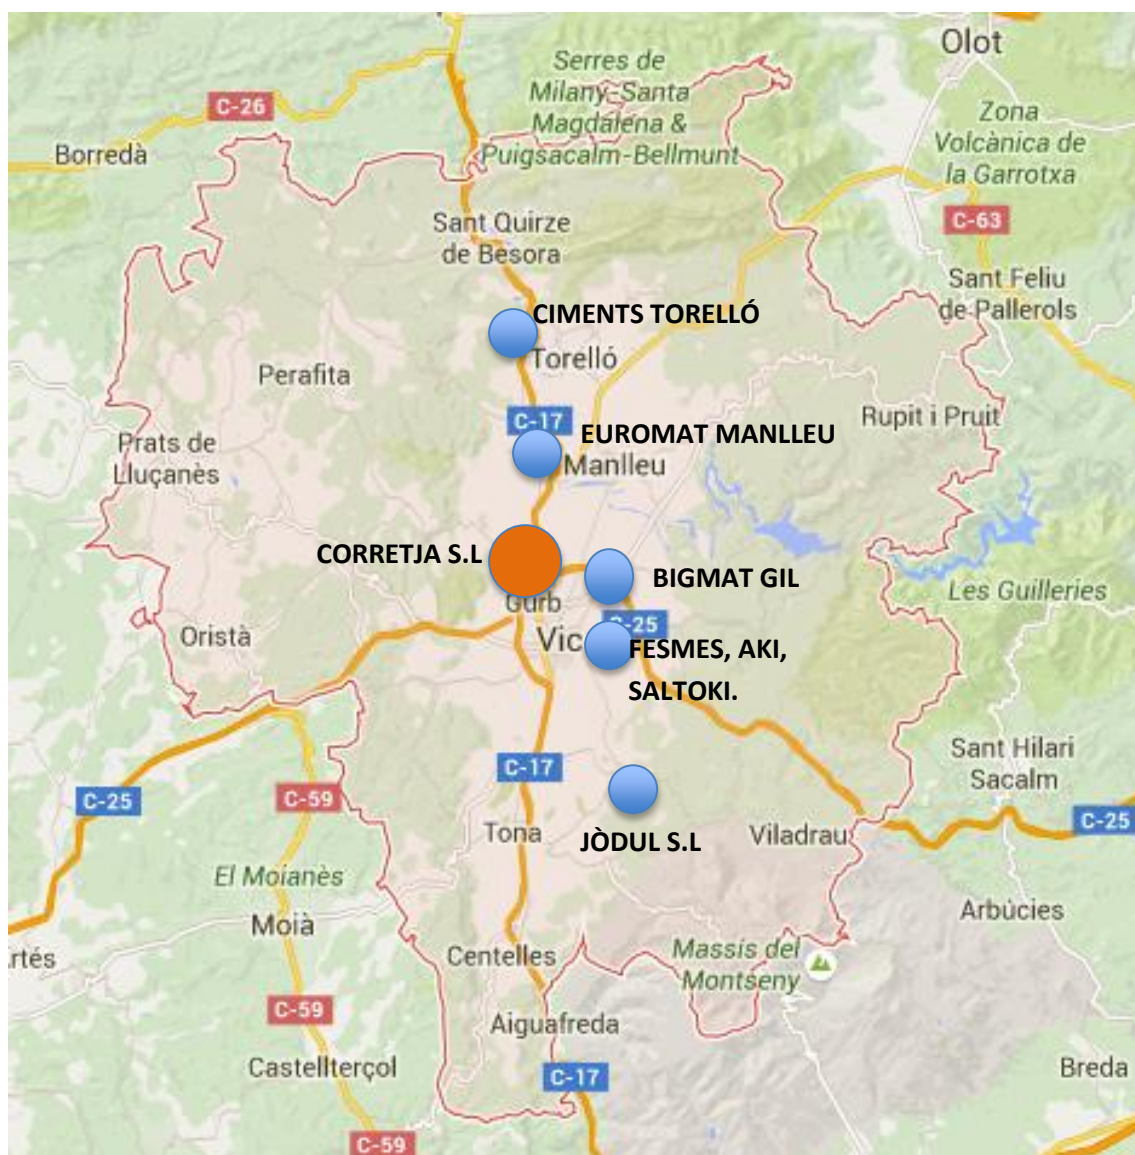 Olot
Serres de
Milany-Santa
Magdalena &
Puigsacalm-Bellmunt
C-26
Zona
Volcànica de
la Garrotxa
Borredà
C-63
Sant Quirze
de Besora
Sant Feliu
de Pallerols
CIMENTS TORELLÓ
Torelló
Perafita
C-17
EUROMAT MANLLEU
Rupit i Pruit
Prats de
Lluçanès
Manlleu
CORRETJA S.L
BIGMAT GIL
Les Guilleries
Gurb
Oristà
Vic
C-25
FESMES, AKI,
SALTOKI.
Sant Hilari
Sacalm
C-17
C-25
C-59
C-25
Tona
JÒDUL S.L
Viladrau
El Moianès
Moià
Arbúcies
rtés
Centelles
Massís del
Montseny
C-59
Aiguafreda
Castellterçol
C-17
Breda
C-59